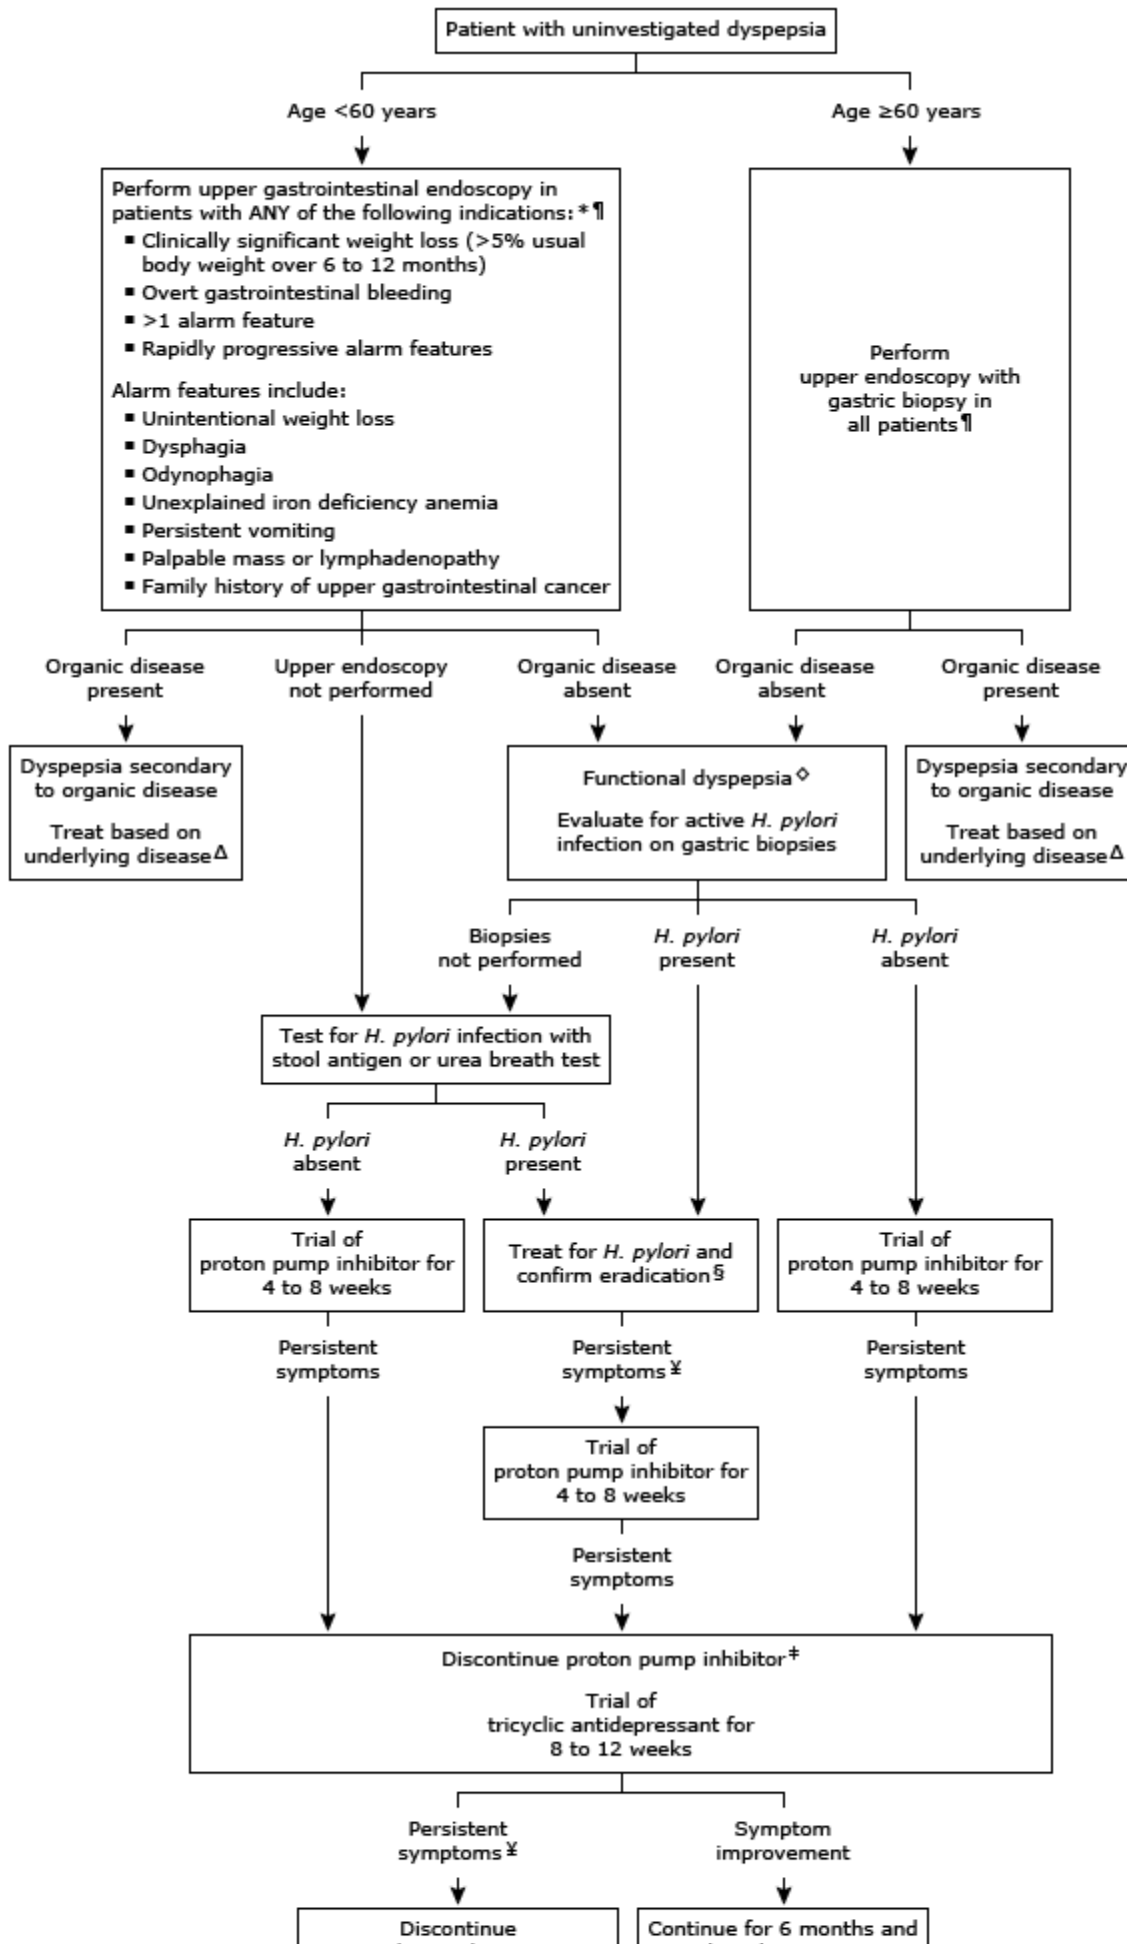 Patient with uninvestigated dyspepsia
Age <60 years
Age ≥60 years
Perform upper gastrointestinal endoscopy in
patients with ANY of the following indications:*¶
▪ Clinically significant weight loss (>5% usual
body weight over 6 to 12 months)
▪ Overt gastrointestinal bleeding
▪ >1 alarm feature
▪ Rapidly progressive alarm features
Alarm features include:
▪ Unintentional weight loss
▪ Dysphagia
▪ Odynophagia
▪ Unexplained iron deficiency anemia
▪ Persistent vomiting
▪ Palpable mass or lymphadenopathy
▪ Family history of upper gastrointestinal cancer
Perform
upper endoscopy with
gastric biopsy in
all patients¶
Organic disease
present
Upper endoscopy
not performed
Organic disease
absent
Organic disease
absent
Organic disease
present
Dyspepsia secondary
to organic disease
Treat based on
underlying diseaseΔ
Functional dyspepsia◇
Evaluate for active H. pylori
infection on gastric biopsies
Dyspepsia secondary
to organic disease
Treat based on
underlying diseaseΔ
Biopsies
not performed
H. pylori
present
H. pylori
absent
Test for H. pylori infection with
stool antigen or urea breath test
H. pylori
absent
H. pylori
present
Trial of
proton pump inhibitor for
4 to 8 weeks
Treat for H. pylori and
confirm eradication§
Trial of
proton pump inhibitor for
4 to 8 weeks
Persistent
symptoms
Persistent
symptoms¥
Persistent
symptoms
Trial of
proton pump inhibitor for
4 to 8 weeks
Persistent
symptoms
Discontinue proton pump inhibitor‡
Trial of
tricyclic antidepressant for
8 to 12 weeks
Persistent
symptoms¥
Symptom
improvement
Discontinue
Continue for 6 months and